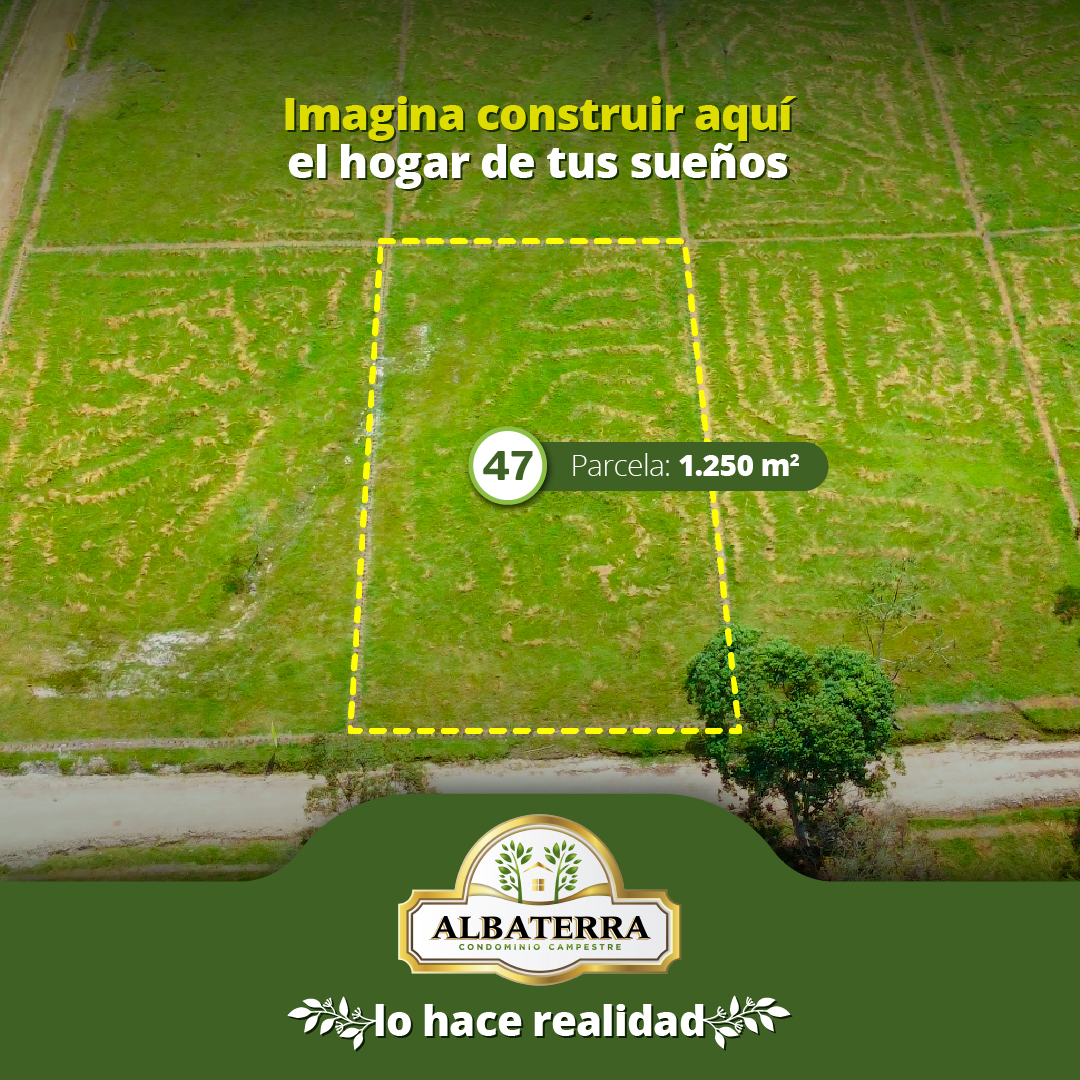 Imagina construir aquí
el hogar de tus sueños
47 Parcela: 1.250 m²
ALBATERRA
CONDOMINIO CAMPESTRE
lo hace realidad